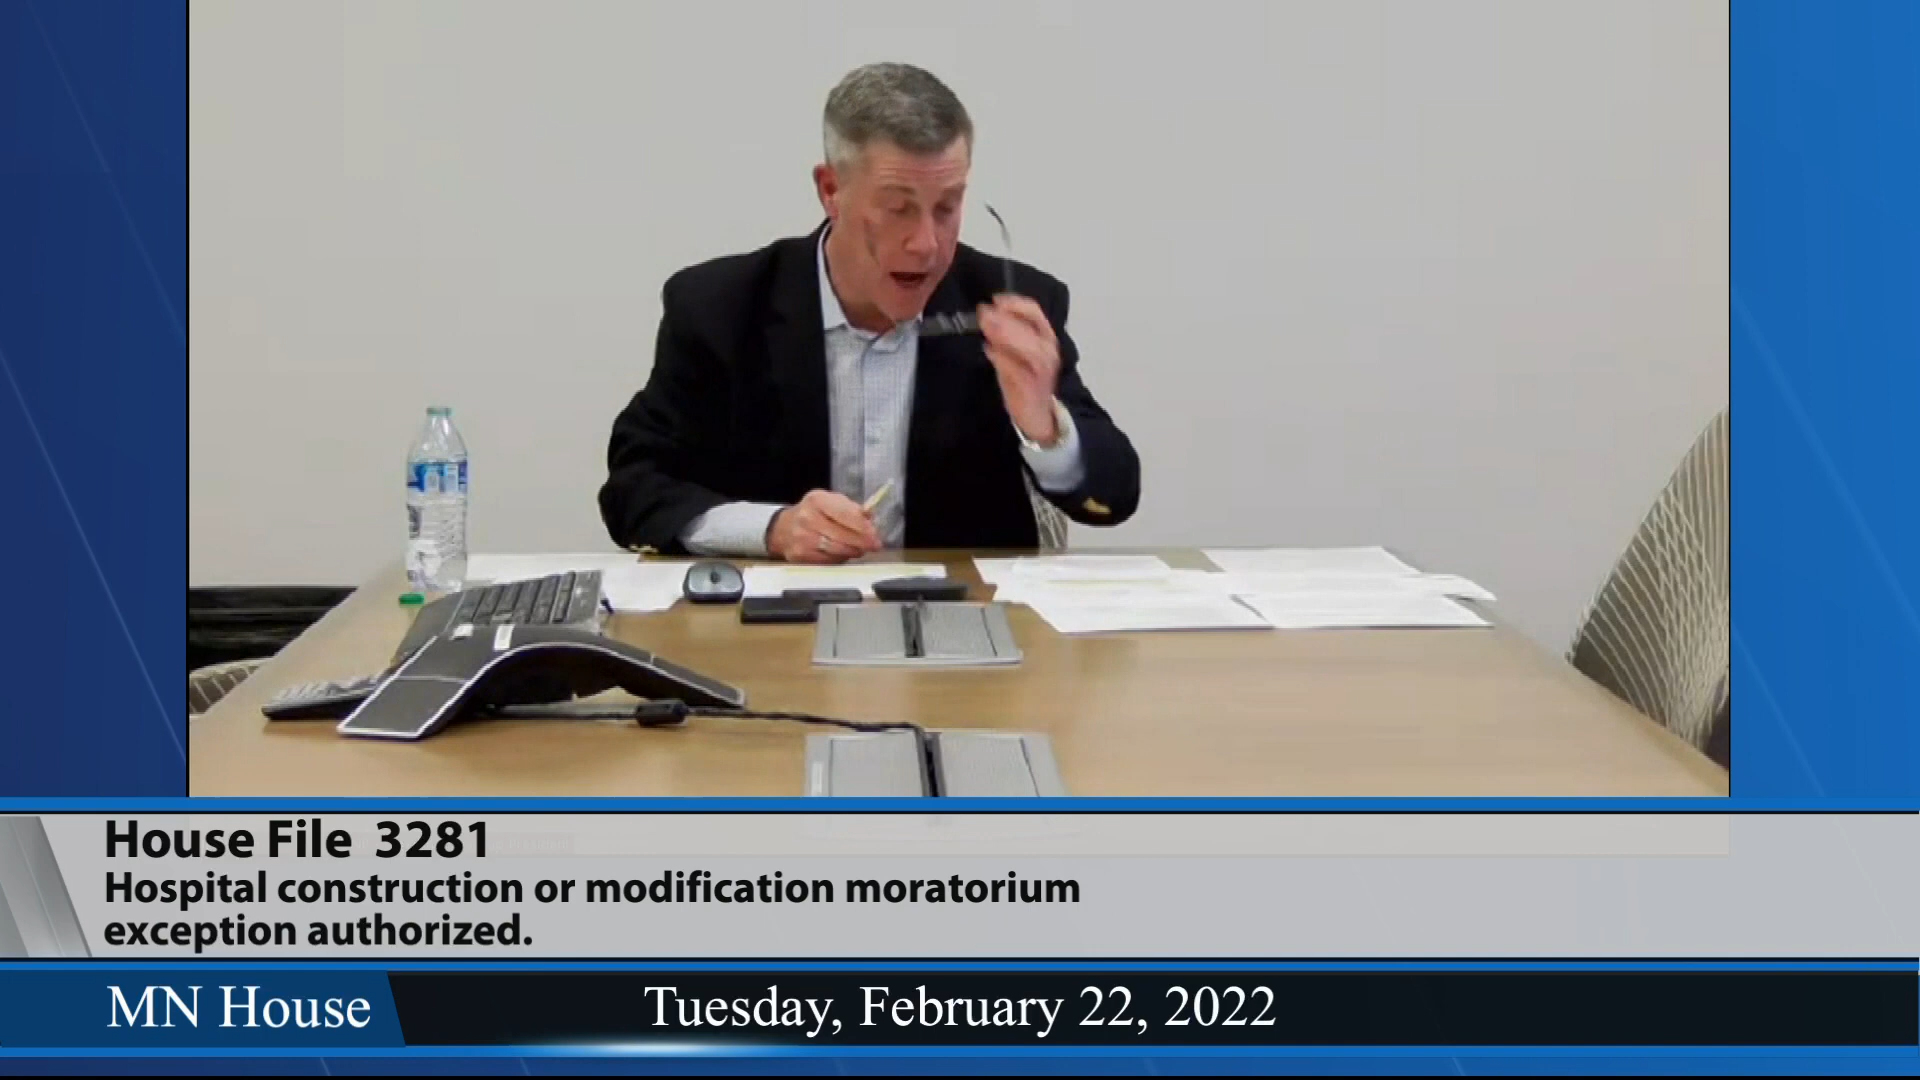 House File 3281
Hospital construction or modification moratorium
exception authorized.
MN House
Tuesday, February 22, 2022